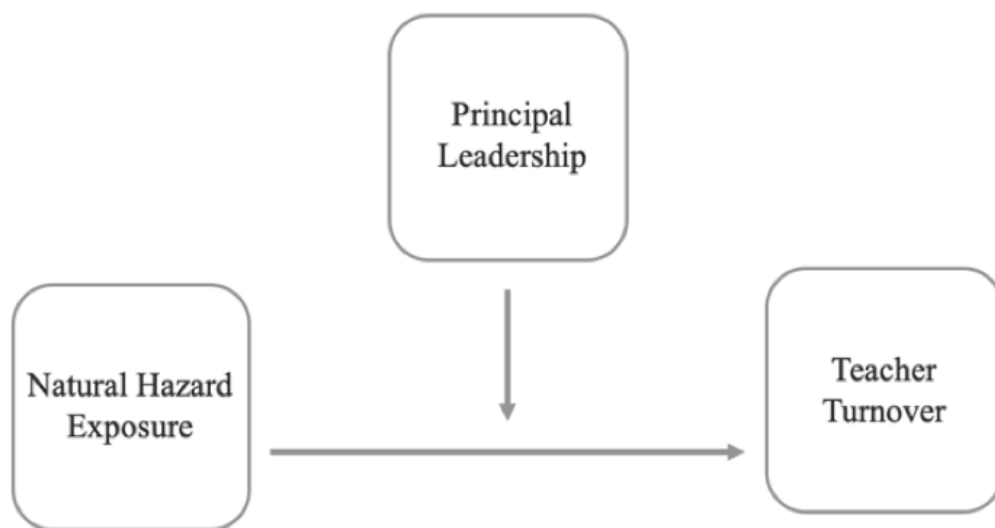 Principal
Leadership
Natural Hazard
Exposure
Teacher
Turnover